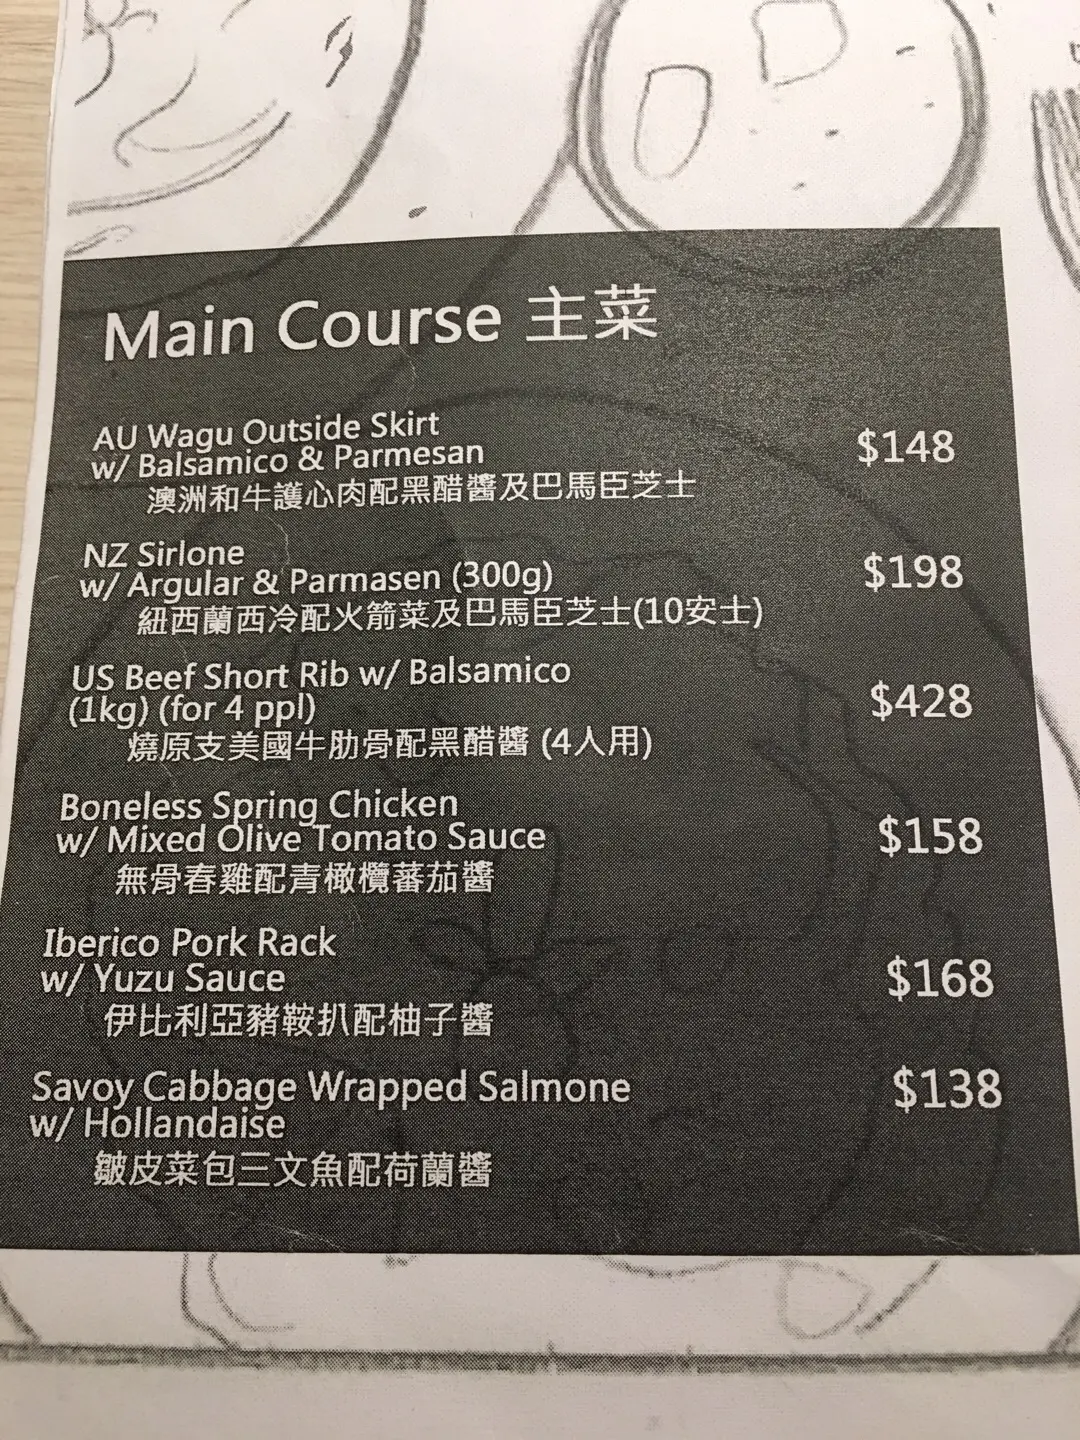 Main Course 主菜
AU Wagu Outside Skirt
w/ Balsamico & Parmesan
$148
澳洲和牛護心肉配黑醋醬及巴馬臣芝士
NZ Sirlone
w/ Argular & Parmasen (300g)
$198
紐西蘭西冷配火箭菜及巴馬臣芝士(10安士)
US Beef Short Rib w/ Balsamico
(1kg) (for 4 ppl)
$428
燒原支美國牛肋骨配黑醋醬 (4人用)
Boneless Spring Chicken
w/ Mixed Olive Tomato Sauce
$158
無骨春雞配青橄欖蕃茄醬
Iberico Pork Rack
w/ Yuzu Sauce
$168
伊比利亞豬鞍扒配柚子醬
Savoy Cabbage Wrapped Salmone
w/ Hollandaise
$138
皺皮菜包三文魚配荷蘭醬